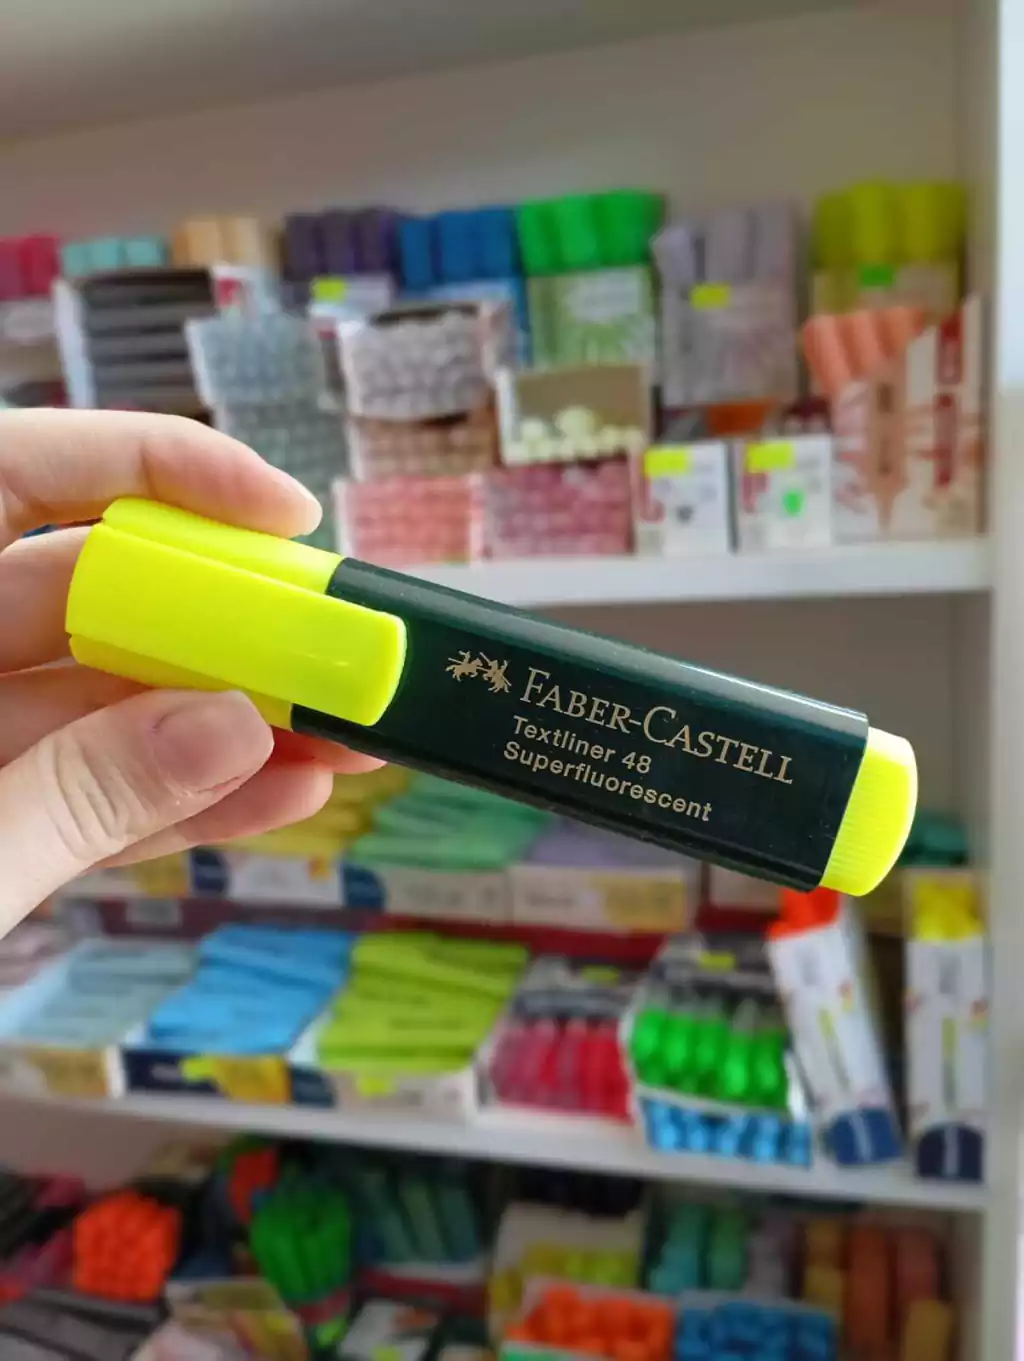 FABER-CASTELL
Textliner 48
Superfluorescent